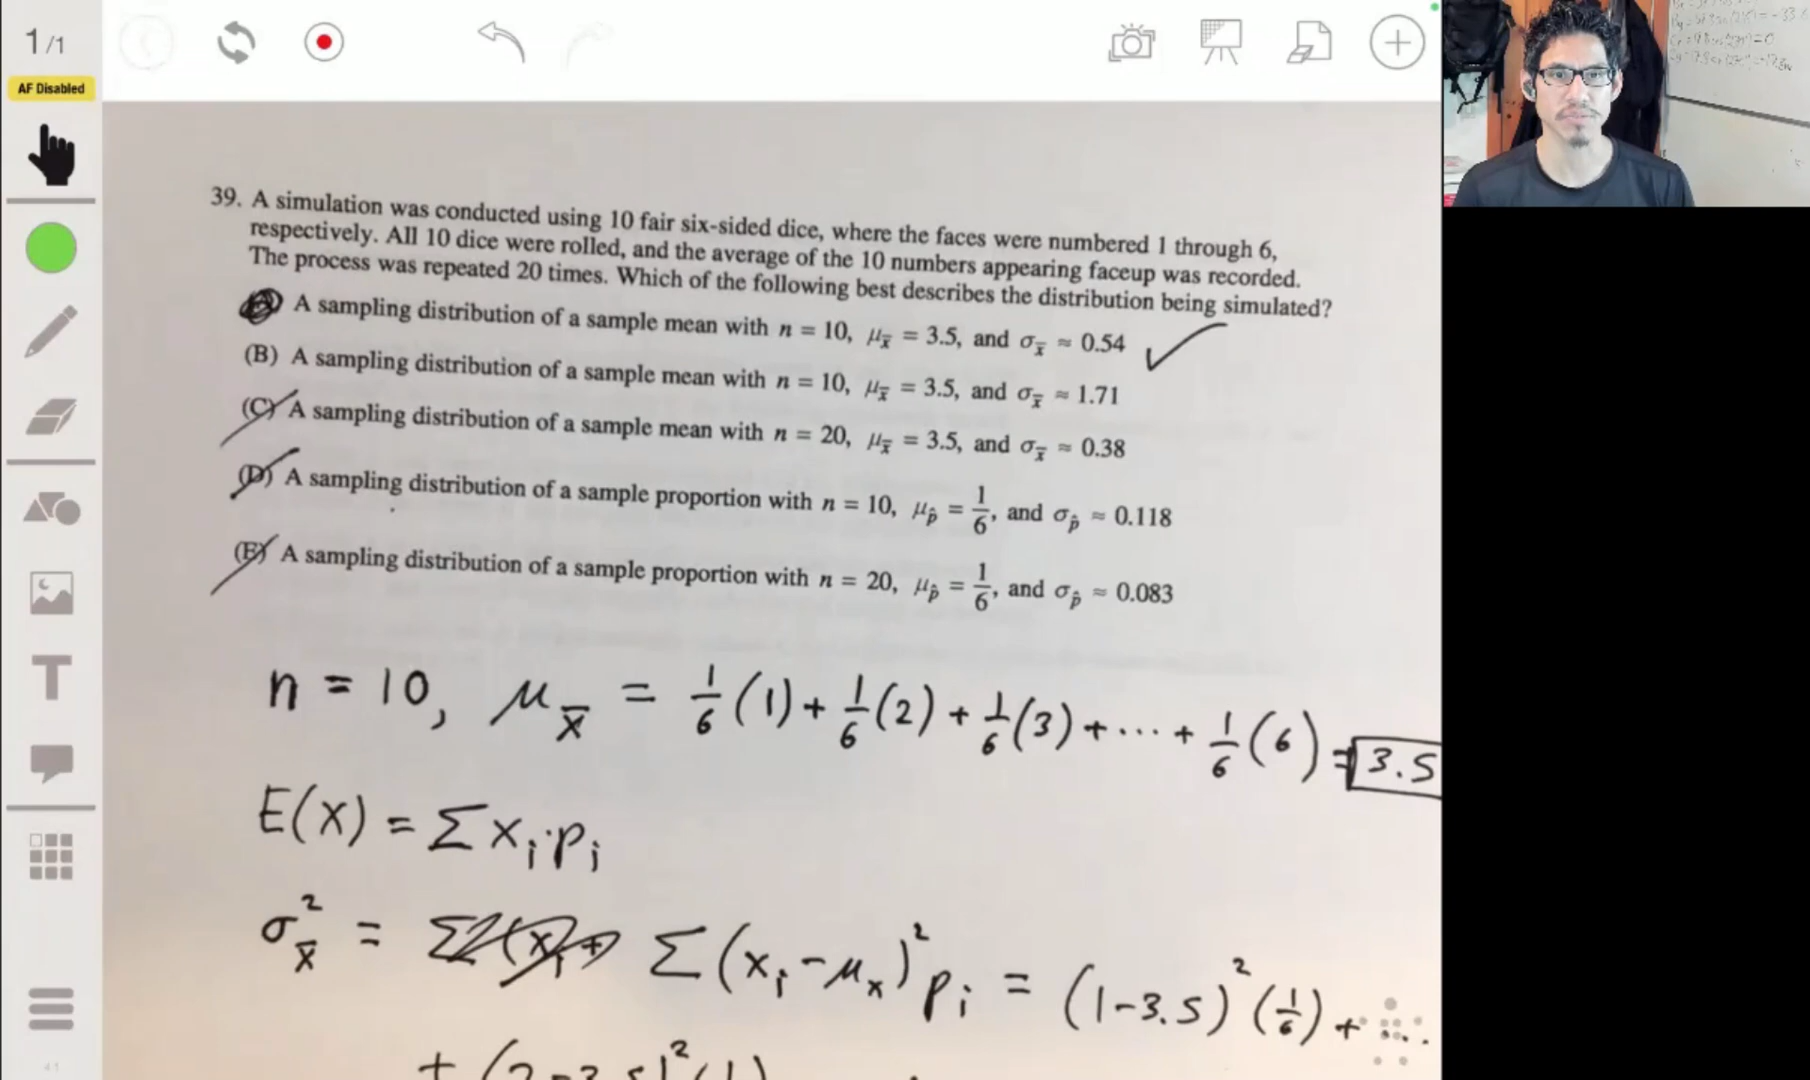 1/1
AF Disabled
39. A simulation was conducted using 10 fair six-sided dice, where the faces were numbered 1 through 6,
respectively. All 10 dice were rolled, and the average of the 10 numbers appearing faceup was recorded.
The process was repeated 20 times. Which of the following best describes the distribution being simulated?
A sampling distribution of a sample mean with n = 10, μx̄ = 3.5, and σx̄ ≈ 0.54 ✓
(B) A sampling distribution of a sample mean with n = 10, μx̄ = 3.5, and σx̄ ≈ 1.71
(C) A sampling distribution of a sample mean with n = 20, μx̄ = 3.5, and σx̄ ≈ 0.38
(D) A sampling distribution of a sample proportion with n = 10, μp̂ = 1/6, and σp̂ ≈ 0.118
(E) A sampling distribution of a sample proportion with n = 20, μp̂ = 1/6, and σp̂ ≈ 0.083
n = 10, μx̄ = 1/6 (1) + 1/6 (2) + 1/6 (3) + ... + 1/6 (6) = 3.5
E(X) = Σ xi · pi
σ²x̄ = Σ (xi - μx)² pi = (1-3.5)² (1/6) + ...
T